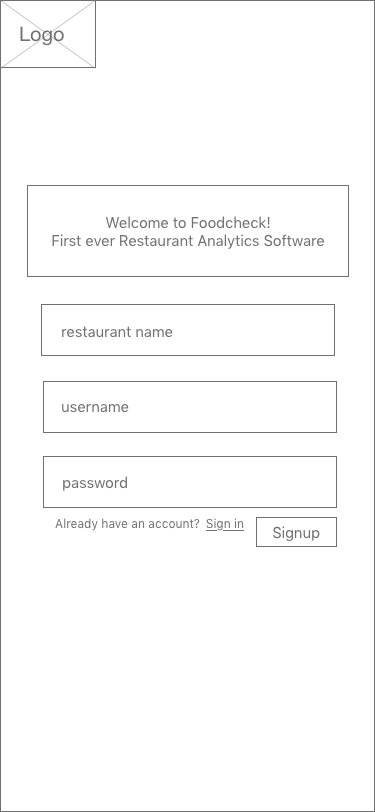 Logo
Welcome to Foodcheck!
First ever Restaurant Analytics Software
restaurant name
username
password
Already have an account? Sign in
Signup